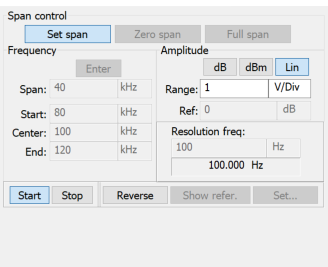 Span control
Set span Zero span Full span
Frequency Amplitude
Enter dB dBm Lin
Span: 40 kHz Range: 1 V/Div
Start: 80 kHz Ref: 0 dB
Center: 100 kHz Resolution freq:
End: 120 kHz 100 Hz
100.000 Hz
Start Stop Reverse Show refer. Set...